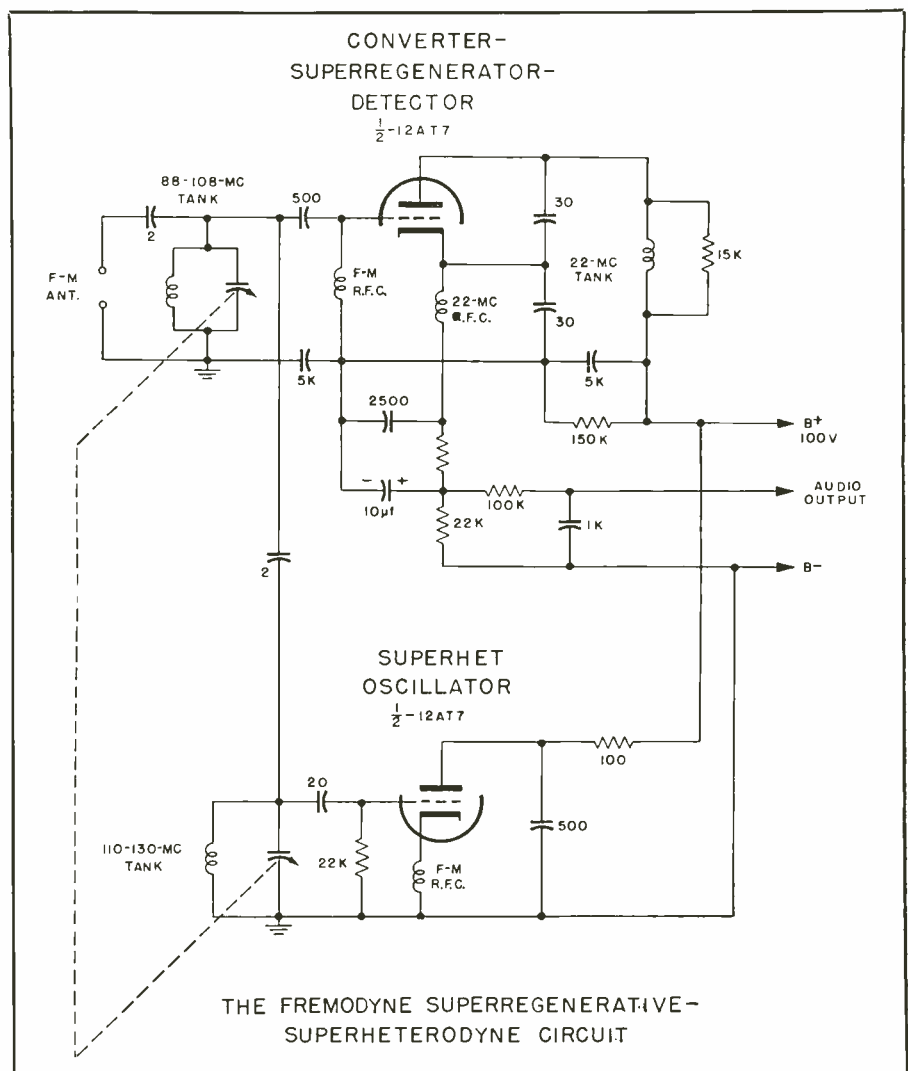 CONVERTER-
SUPERREGENERATOR-
DETECTOR
1/2-12AT7
88-108-MC
TANK
2
500
F-M
ANT.
F-M
R.F.C.
22-MC
R.F.C.
30
30
22-MC
TANK
15K
5K
5K
2500
150K
B+
100V
- +
10µf
100K
AUDIO
OUTPUT
22K
1K
B-
2
SUPERHET
OSCILLATOR
1/2-12AT7
100
20
110-130-MC
TANK
22K
F-M
R.F.C.
500
THE FREMODYNE SUPERREGENERATIVE-
SUPERHETERODYNE CIRCUIT